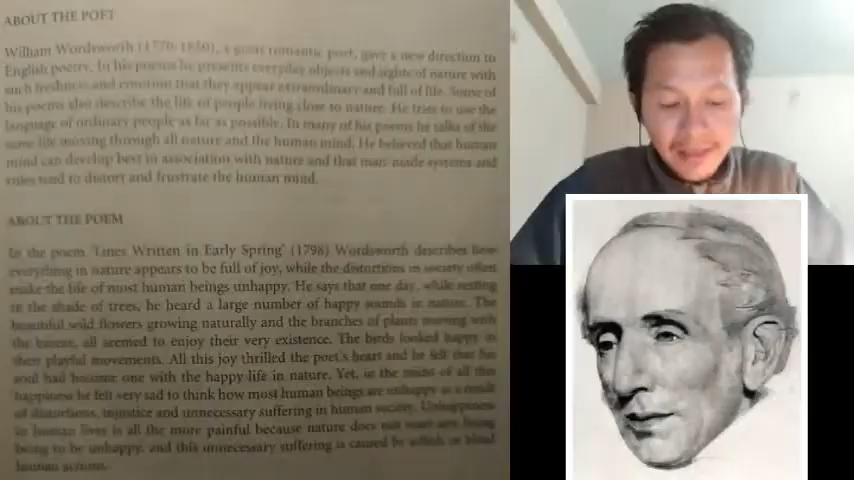 ABOUT THE POET
William Wordsworth (1770-1850), a great romantic poet, gave a new direction to
English poetry. In his poems he presents everyday objects and sights of nature with
such freshness and emotion that they appear extraordinary and full of life. Some of
his poems also describe the life of people living close to nature. He tries to use the
language of ordinary people as far as possible. In many of his poems he talks of the
same life moving through all nature and the human mind. He believed that human
mind can develop best in association with nature and that man-made systems and
rules tend to distort and frustrate the human mind.
ABOUT THE POEM
In the poem 'Lines Written in Early Spring' (1798) Wordsworth describes how
everything in nature appears to be full of joy, while the distortions in society often
make the life of most human beings unhappy. He says that one day, while resting
in the shade of trees, he heard a large number of happy sounds in nature. The
beautiful wild flowers growing naturally and the branches of plants moving with
the breeze, all seemed to enjoy their very existence. The birds looked happy in
their playful movements. All this joy thrilled the poet's heart and he felt that his
soul had become one with the happy life in nature. Yet, in the midst of all this
happiness he felt very sad to think how most human beings are unhappy as a result
of distortions, injustice and unnecessary suffering in human society. Unhappiness
in human lives is all the more painful because nature does not want any living
being to be unhappy, and this unnecessary suffering is caused by selfish or blind
human actions.